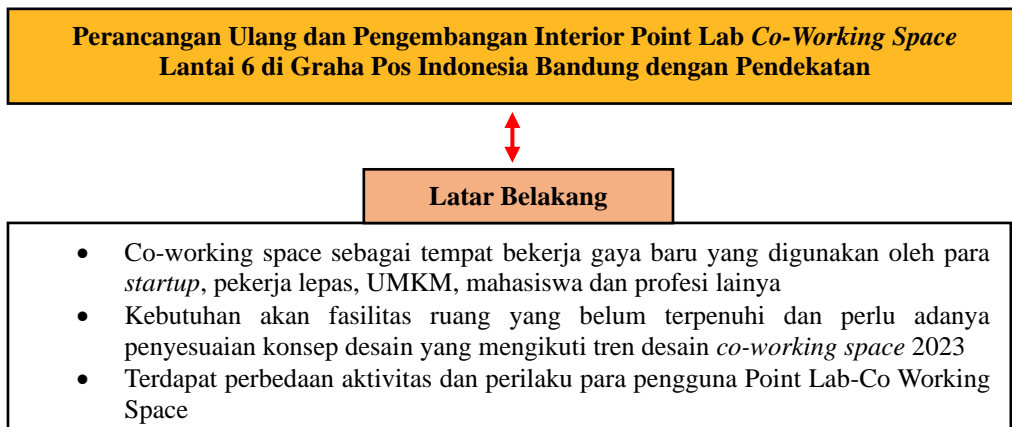 Perancangan Ulang dan Pengembangan Interior Point Lab Co-Working Space
Lantai 6 di Graha Pos Indonesia Bandung dengan Pendekatan
Latar Belakang
• Co-working space sebagai tempat bekerja gaya baru yang digunakan oleh para
startup, pekerja lepas, UMKM, mahasiswa dan profesi lainya
• Kebutuhan akan fasilitas ruang yang belum terpenuhi dan perlu adanya
penyesuaian konsep desain yang mengikuti tren desain co-working space 2023
• Terdapat perbedaan aktivitas dan perilaku para pengguna Point Lab-Co Working
Space